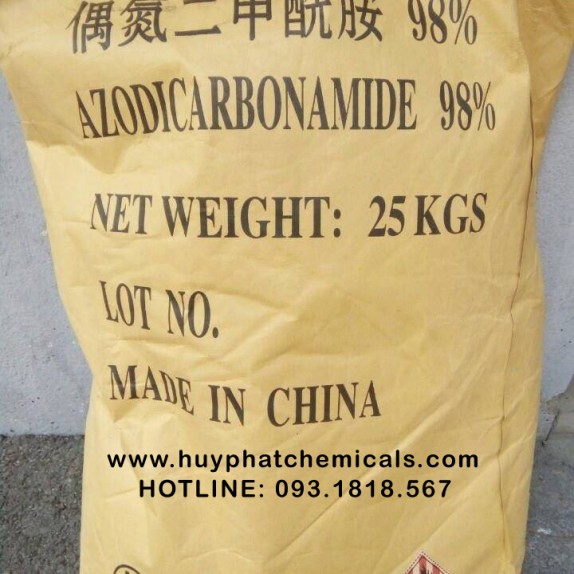 偶氮二甲酰胺 98%
AZODICARBONAMIDE 98%
NET WEIGHT: 25 KGS
LOT NO.
MADE IN CHINA
www.huyphatchemicals.com
HOTLINE: 093.1818.567